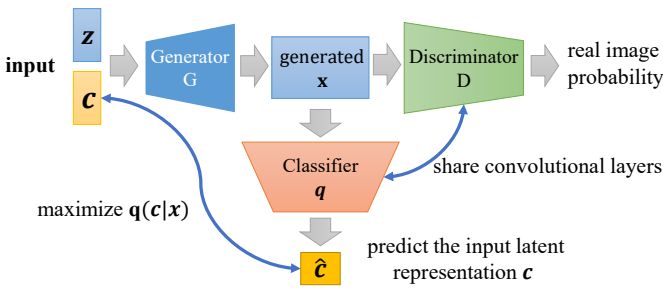 input
z
c
Generator
G
generated
x
Discriminator
D
real image
probability
Classifier
q
share convolutional layers
maximize q(c|x)
ĉ
predict the input latent
representation c